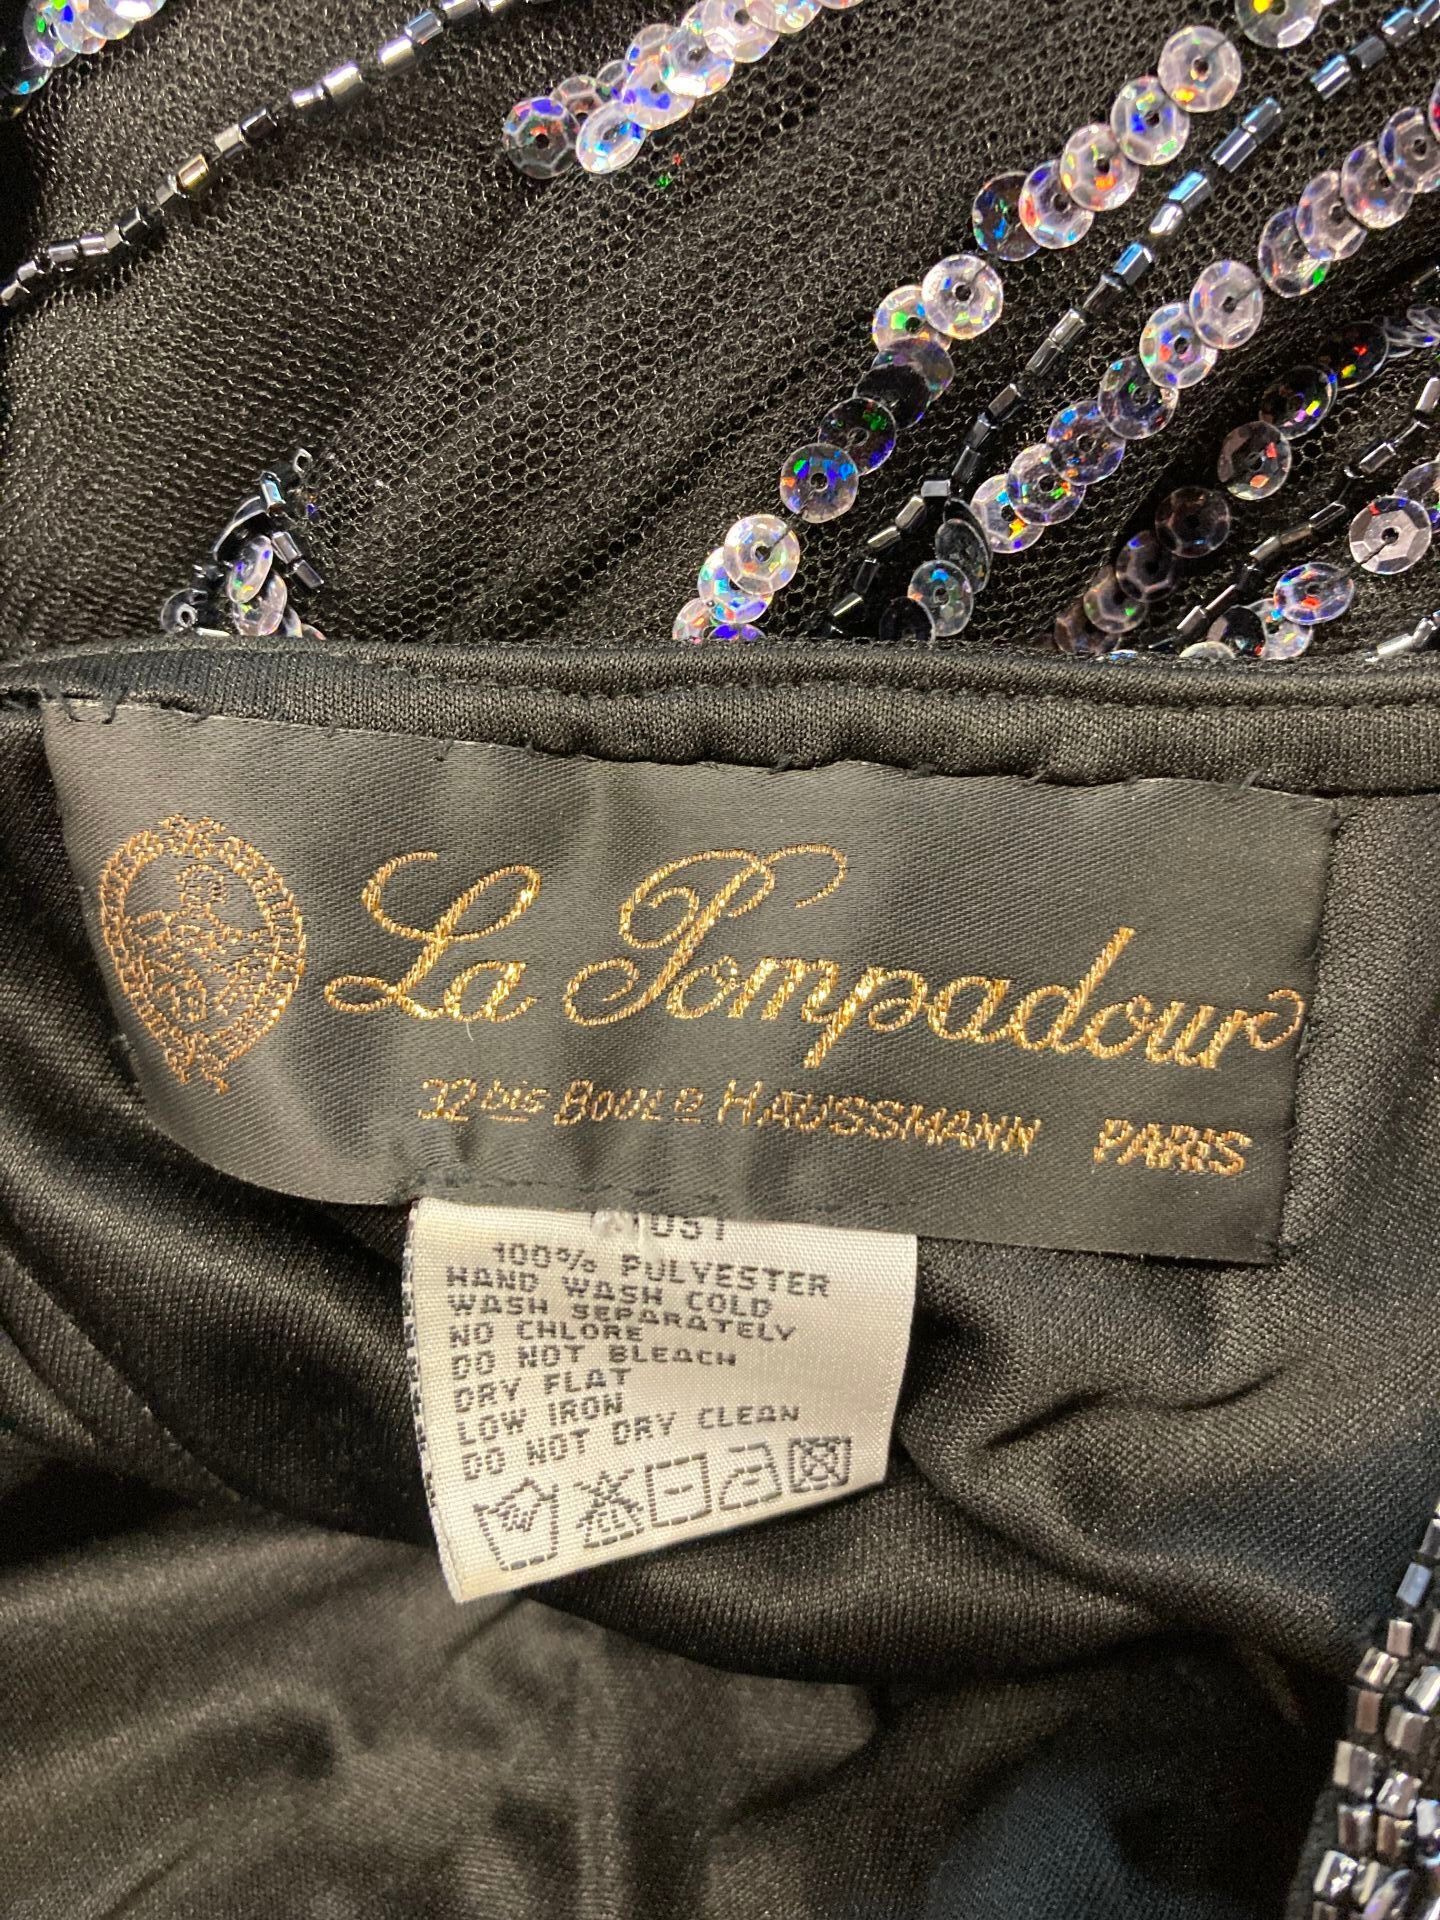 La Pompadour
32 bis BOUL D HAUSSMANN PARIS
100% PULYESTER
HAND WASH COLD
WASH SEPARATELY
NO CHLORE
DO NOT BLEACH
DRY FLAT
LOW IRON
DO NOT DRY CLEAN